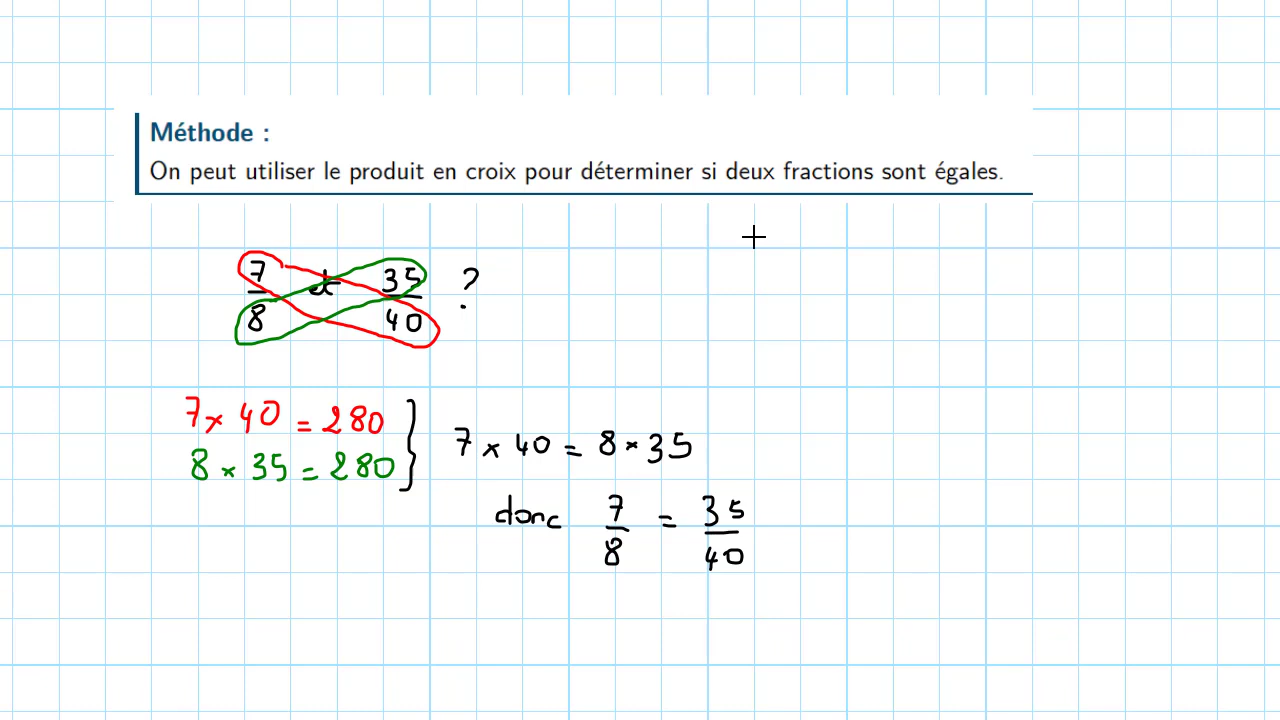 Méthode :
On peut utiliser le produit en croix pour déterminer si deux fractions sont égales.
7/8 et 35/40 ?
7 × 40 = 280
8 × 35 = 280
7 × 40 = 8 × 35
donc 7/8 = 35/40